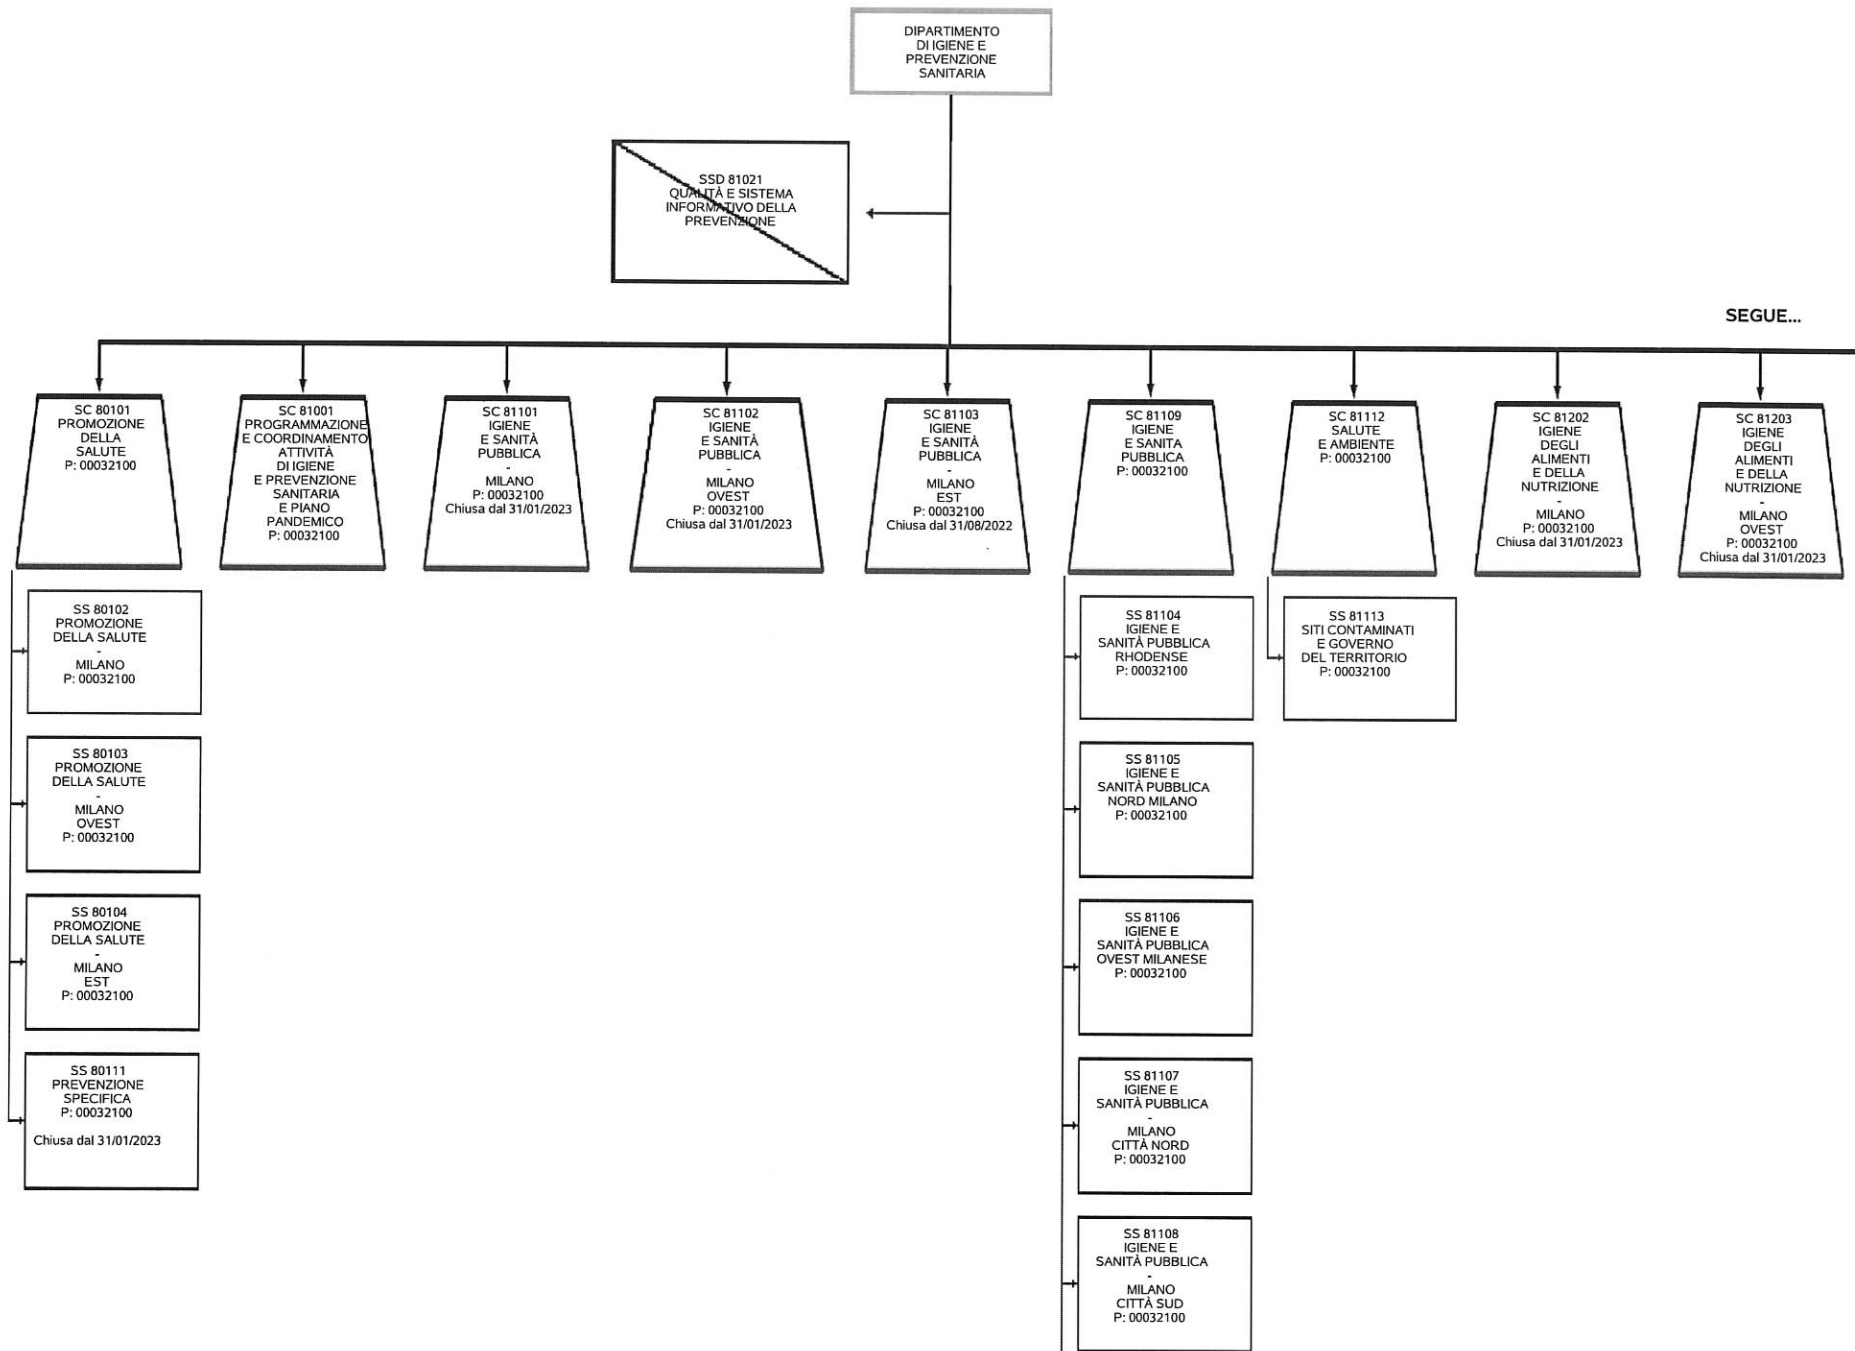 DIPARTIMENTO
DI IGIENE E
PREVENZIONE
SANITARIA
SSD 81021
QUALITÀ E SISTEMA
INFORMATIVO DELLA
PREVENZIONE
SEGUE...
SC 80101
PROMOZIONE
DELLA
SALUTE
P: 00032100
SC 81001
PROGRAMMAZIONE
E COORDINAMENTO
ATTIVITÀ
DI IGIENE
E PREVENZIONE
SANITARIA
E PIANO
PANDEMICO
P: 00032100
SC 81101
IGIENE
E SANITÀ
PUBBLICA
-
MILANO
P: 00032100
Chiusa dal 31/01/2023
SC 81102
IGIENE
E SANITÀ
PUBBLICA
-
MILANO
OVEST
P: 00032100
Chiusa dal 31/01/2023
SC 81103
IGIENE
E SANITÀ
PUBBLICA
-
MILANO
EST
P: 00032100
Chiusa dal 31/08/2022
SC 81109
IGIENE
E SANITA
PUBBLICA
P: 00032100
SC 81112
SALUTE
E AMBIENTE
P: 00032100
SC 81202
IGIENE
DEGLI
ALIMENTI
E DELLA
NUTRIZIONE
-
MILANO
P: 00032100
Chiusa dal 31/01/2023
SC 81203
IGIENE
DEGLI
ALIMENTI
E DELLA
NUTRIZIONE
-
MILANO
OVEST
P: 00032100
Chiusa dal 31/01/2023
SS 80102
PROMOZIONE
DELLA SALUTE
-
MILANO
P: 00032100
SS 80103
PROMOZIONE
DELLA SALUTE
-
MILANO
OVEST
P: 00032100
SS 80104
PROMOZIONE
DELLA SALUTE
-
MILANO
EST
P: 00032100
SS 80111
PREVENZIONE
SPECIFICA
P: 00032100
Chiusa dal 31/01/2023
SS 81104
IGIENE E
SANITÀ PUBBLICA
RHODENSE
P: 00032100
SS 81105
IGIENE E
SANITÀ PUBBLICA
NORD MILANO
P: 00032100
SS 81106
IGIENE E
SANITÀ PUBBLICA
OVEST MILANESE
P: 00032100
SS 81107
IGIENE E
SANITÀ PUBBLICA
-
MILANO
CITTÀ NORD
P: 00032100
SS 81108
IGIENE E
SANITÀ PUBBLICA
-
MILANO
CITTÀ SUD
P: 00032100
SS 81113
SITI CONTAMINATI
E GOVERNO
DEL TERRITORIO
P: 00032100